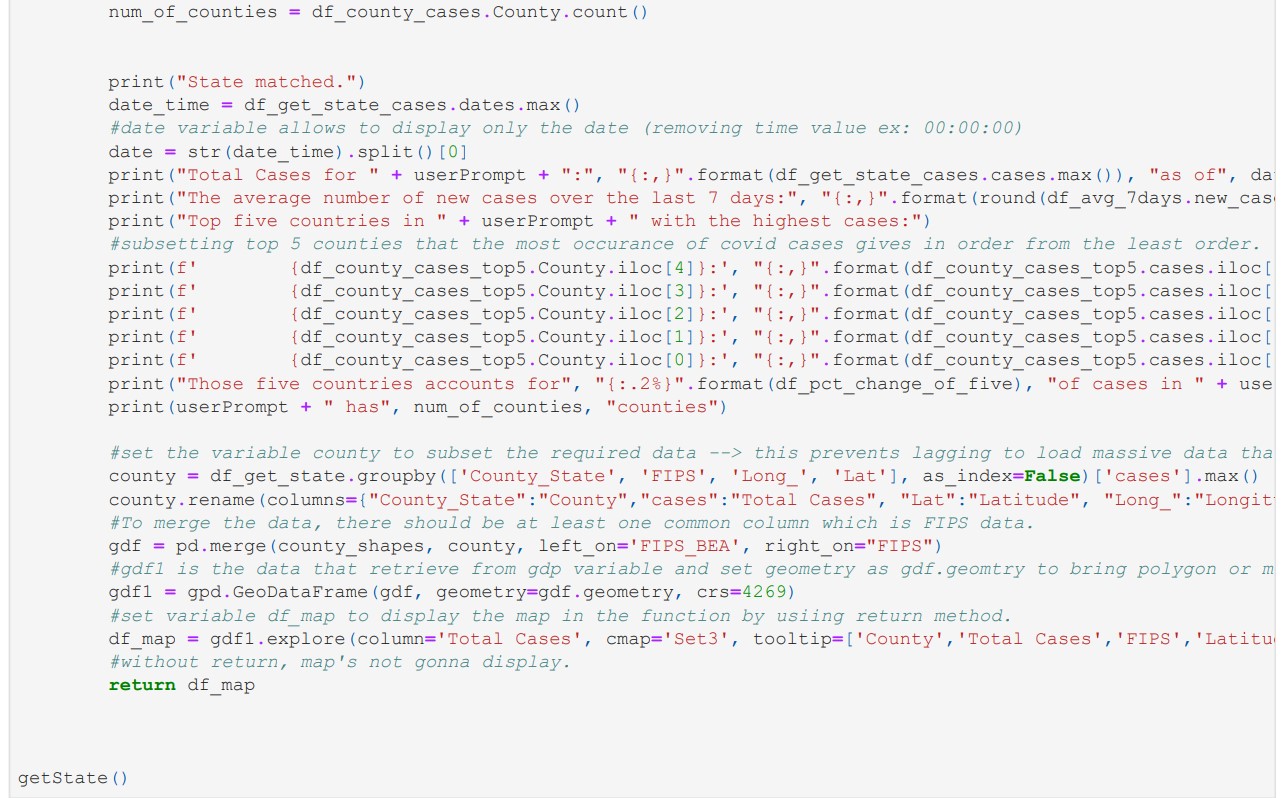 num_of_counties = df_county_cases.County.count()
print("State matched.")
date_time = df_get_state_cases.dates.max()
#date variable allows to display only the date (removing time value ex: 00:00:00)
date = str(date_time).split()[0]
print("Total Cases for " + userPrompt + ":", "{:,}".format(df_get_state_cases.cases.max()), "as of", da
print("The average number of new cases over the last 7 days:", "{:,}".format(round(df_avg_7days.new_cas
print("Top five countries in " + userPrompt + " with the highest cases:")
#subsetting top 5 counties that the most occurance of covid cases gives in order from the least order.
print(f'        {df_county_cases_top5.County.iloc[4]}:', "{:,}".format(df_county_cases_top5.cases.iloc[
print(f'        {df_county_cases_top5.County.iloc[3]}:', "{:,}".format(df_county_cases_top5.cases.iloc[
print(f'        {df_county_cases_top5.County.iloc[2]}:', "{:,}".format(df_county_cases_top5.cases.iloc[
print(f'        {df_county_cases_top5.County.iloc[1]}:', "{:,}".format(df_county_cases_top5.cases.iloc[
print(f'        {df_county_cases_top5.County.iloc[0]}:', "{:,}".format(df_county_cases_top5.cases.iloc[
print("Those five countries accounts for", "{:.2%}".format(df_pct_change_of_five), "of cases in " + use
print(userPrompt + " has", num_of_counties, "counties")
#set the variable county to subset the required data --> this prevents lagging to load massive data tha
county = df_get_state.groupby(['County_State', 'FIPS', 'Long_', 'Lat'], as_index=False)['cases'].max()
county.rename(columns={"County_State":"County","cases":"Total Cases", "Lat":"Latitude", "Long_":"Longit
#To merge the data, there should be at least one common column which is FIPS data.
gdf = pd.merge(county_shapes, county, left_on='FIPS_BEA', right_on="FIPS")
#gdf1 is the data that retrieve from gdp variable and set geometry as gdf.geomtry to bring polygon or m
gdf1 = gpd.GeoDataFrame(gdf, geometry=gdf.geometry, crs=4269)
#set variable df_map to display the map in the function by usiing return method.
df_map = gdf1.explore(column='Total Cases', cmap='Set3', tooltip=['County','Total Cases','FIPS','Latitu
#without return, map's not gonna display.
return df_map
getState()